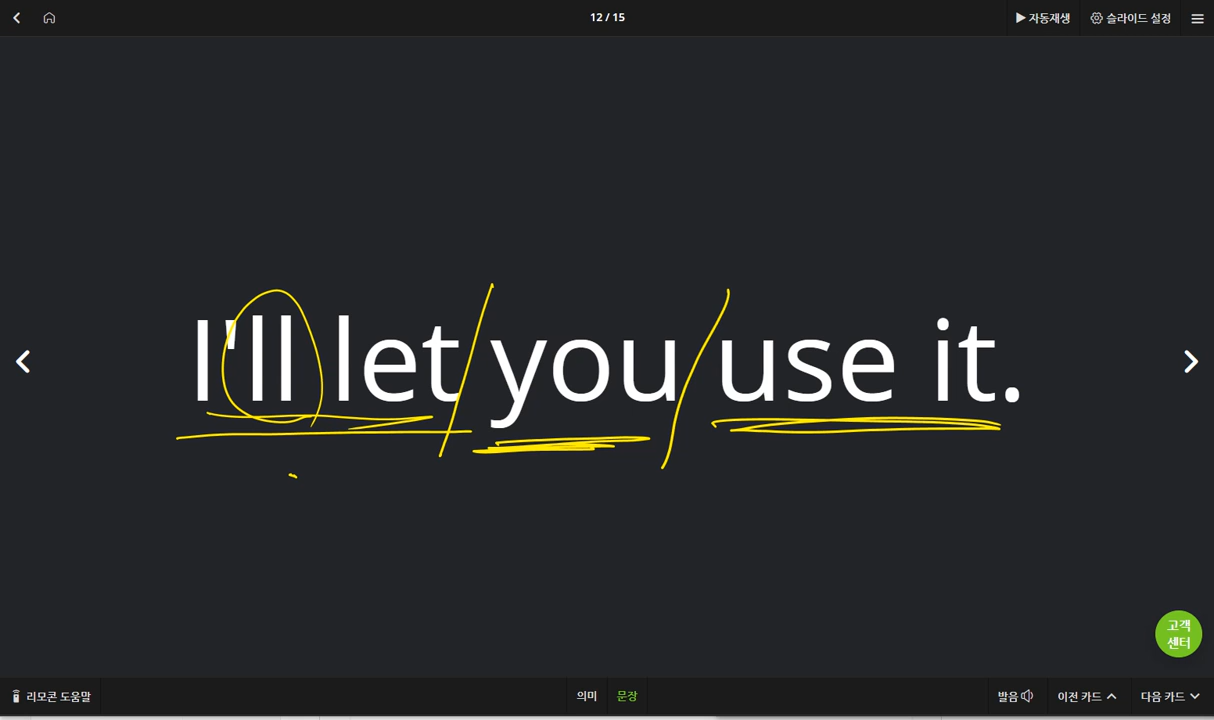 12 / 15
자동재생
슬라이드 설정
I'll let you use it.
고객
센터
리모콘 도움말
의미
문장
발음
이전 카드
다음 카드